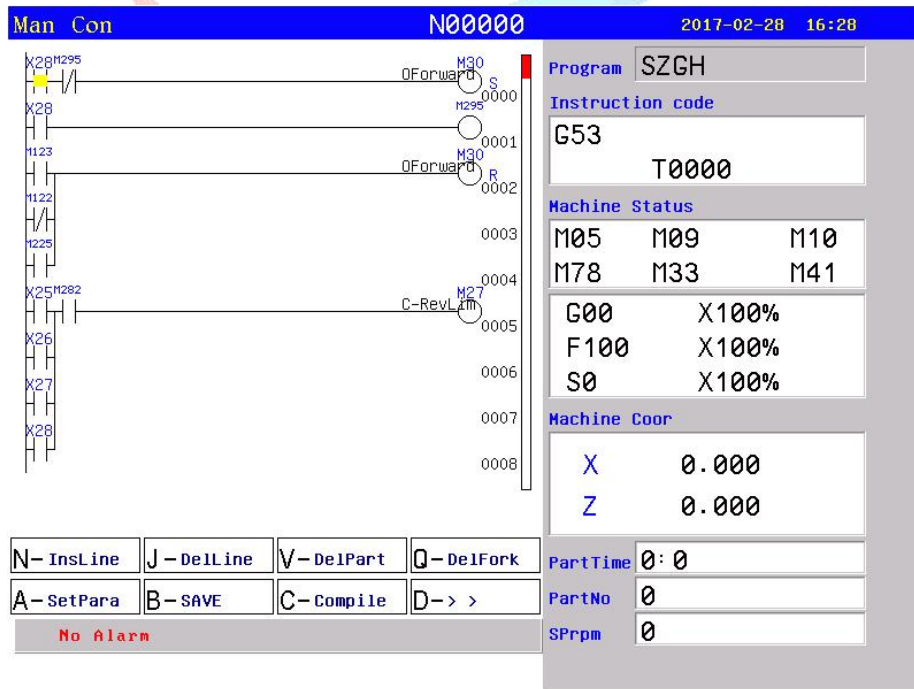 Man Con N00000 2017-02-28 16:28
X28 M295 OForward M30 S 0000
X28 M295 0001
M123 OForward M30 R 0002
M122 0003
M225 0004
X25 M282 C-RevLim M27 0005
X26 0006
X27 0007
X28 0008
N- InsLine J-DelLine V-DelPart Q-DelFork
A-SetPara B-SAVE C-Compile D-> >
No Alarm
Program SZGH
Instruction code
G53
T0000
Machine Status
M05 M09 M10
M78 M33 M41
G00 X100%
F100 X100%
S0 X100%
Machine Coor
X 0.000
Z 0.000
PartTime 0: 0
PartNo 0
SPrpm 0